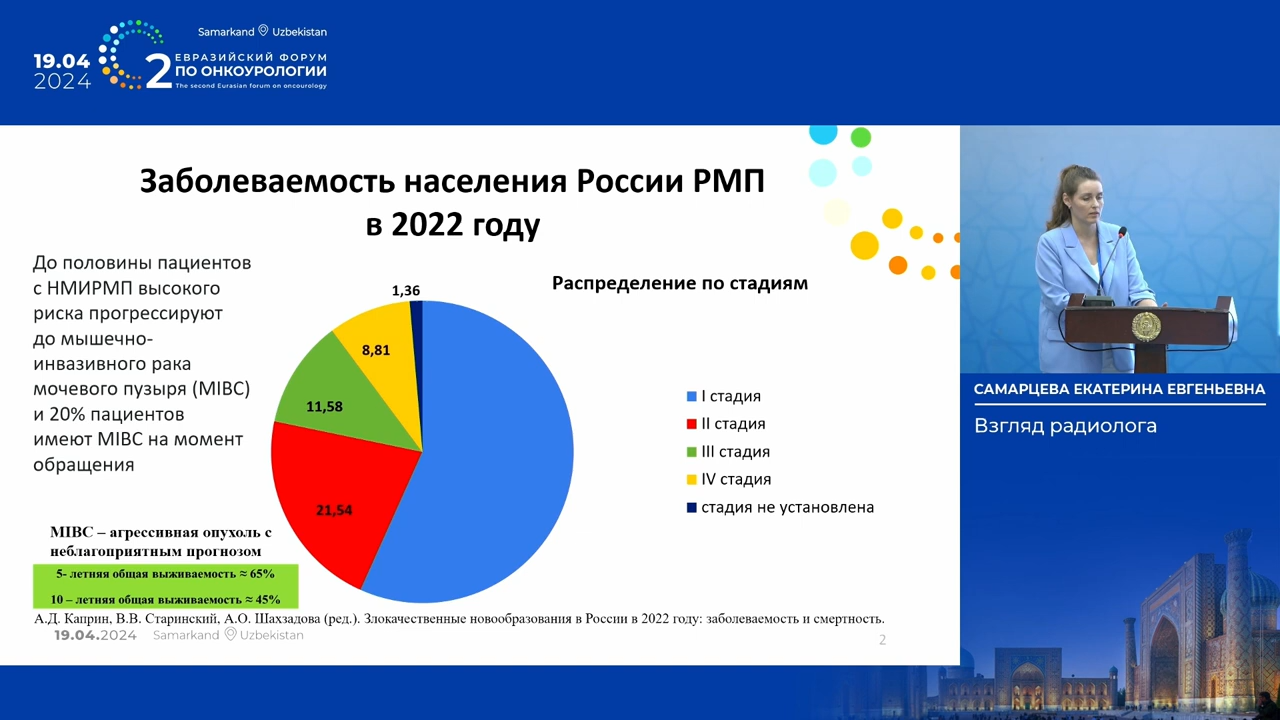 Samarkand Uzbekistan
19.04
2024
2
ЕВРАЗИЙСКИЙ ФОРУМ
ПО ОНКОУРОЛОГИИ
The second Eurasian forum on oncourology
Заболеваемость населения России РМП
в 2022 году
До половины пациентов
с НМИРМП высокого
риска прогрессируют
до мышечно-
инвазивного рака
мочевого пузыря (MIBC)
и 20% пациентов
имеют MIBC на момент
обращения
MIBC – агрессивная опухоль с
неблагоприятным прогнозом
5- летняя общая выживаемость ≈ 65%
10 – летняя общая выживаемость ≈ 45%
Распределение по стадиям
1,36
8,81
11,58
21,54
I стадия
II стадия
III стадия
IV стадия
стадия не установлена
А.Д. Каприн, В.В. Старинский, А.О. Шахзадова (ред.). Злокачественные новообразования в России в 2022 году: заболеваемость и смертность.
19.04.2024 Samarkand Uzbekistan
2
САМАРЦЕВА ЕКАТЕРИНА ЕВГЕНЬЕВНА
Взгляд радиолога